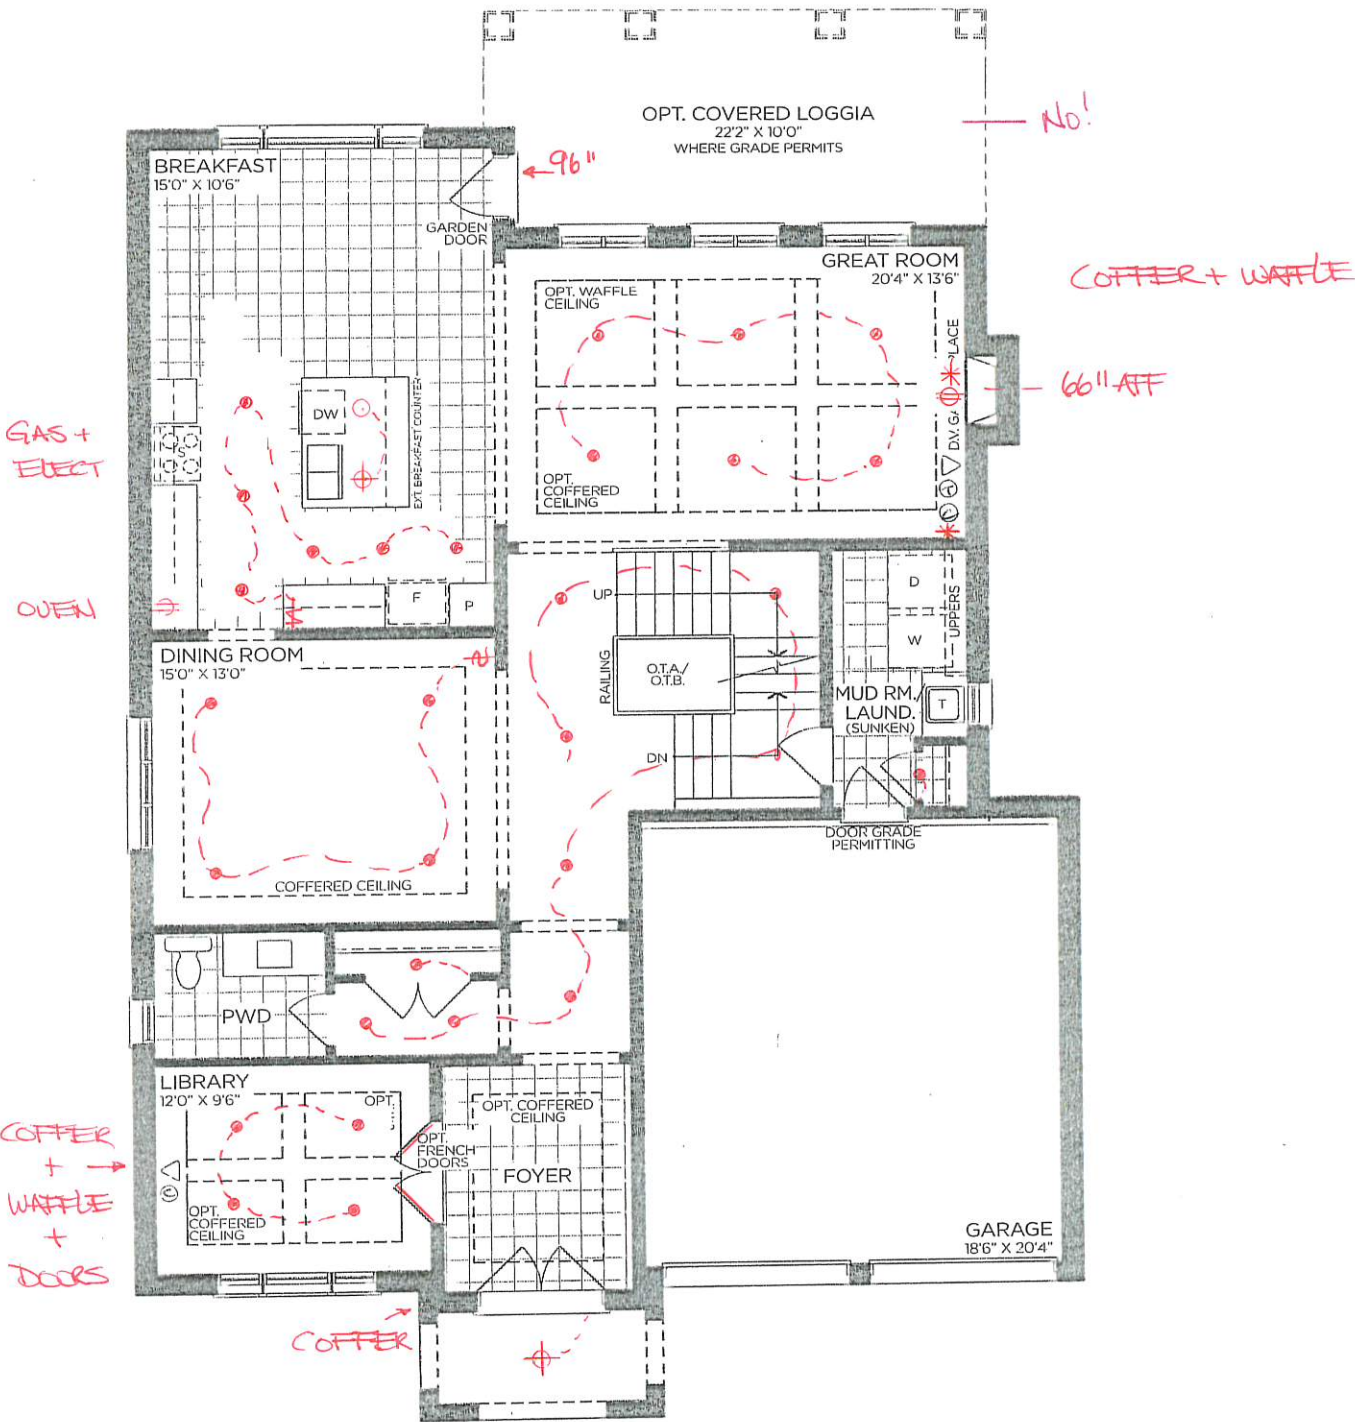 OPT. COVERED LOGGIA
22'2" X 10'0"
WHERE GRADE PERMITS
No!
BREAKFAST
15'0" X 10'6"
96"
GARDEN
DOOR
GREAT ROOM
20'4" X 13'6"
COFFER + WAFFLE
OPT. WAFFLE
CEILING
LACE
66" AFF
D.V. GA
DW
EXT. BREAKFAST COUNTER
GAS +
ELECT
S
OPT.
COFFERED
CEILING
OVEN
F
P
UP
D
W
UPPERS
DINING ROOM
15'0" X 13'0"
RAILING
O.T.A./
O.T.B.
MUD RM./
LAUND.
(SUNKEN)
T
DN
DOOR GRADE
PERMITTING
COFFERED CEILING
PWD
LIBRARY
12'0" X 9'6"
OPT.
OPT. COFFERED
CEILING
OPT.
FRENCH
DOORS
FOYER
COFFER
+
WAFFLE
+
DOORS
C
OPT.
COFFERED
CEILING
GARAGE
18'6" X 20'4"
COFFER